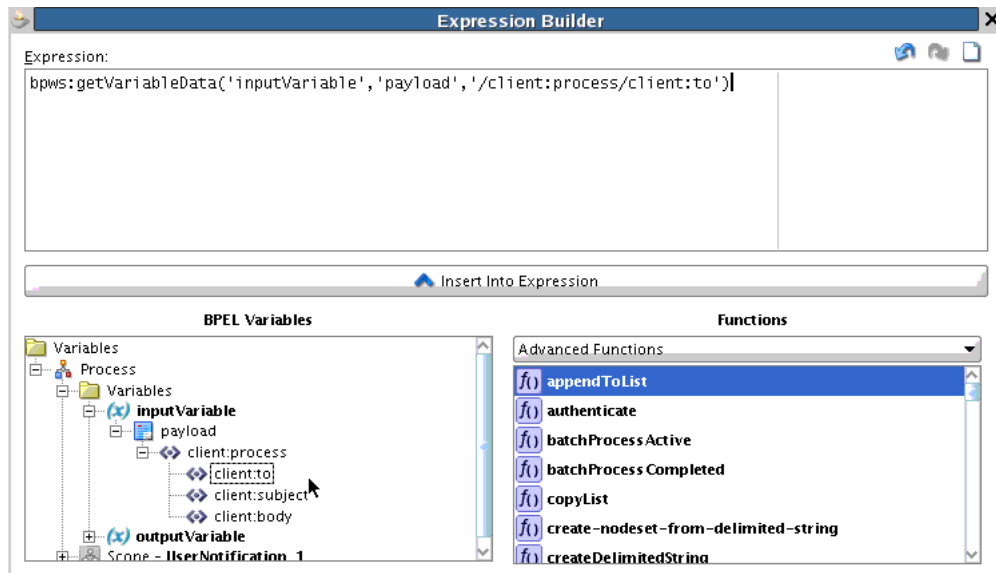 Expression Builder
Expression:
bpws:getVariableData('inputVariable','payload','/client:process/client:to')
Insert Into Expression
BPEL Variables
Variables
Process
Variables
(x) inputVariable
payload
client:process
client:to
client:subject
client:body
(x) outputVariable
Scope - UserNotification_1
Functions
Advanced Functions
f() appendToList
f() authenticate
f() batchProcessActive
f() batchProcessCompleted
f() copyList
f() create-nodeset-from-delimited-string
f() createDelimitedString